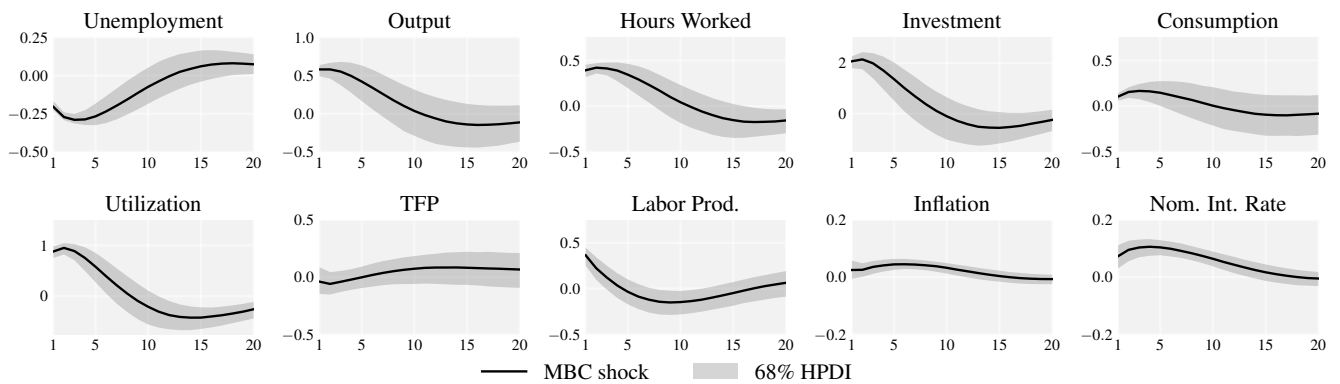 Unemployment Output Hours Worked Investment Consumption
0.25 0.00 −0.25 −0.50 1 5 10 15 20
1.0 0.5 0.0 −0.5 1 5 10 15 20
0.5 0.0 −0.5 1 5 10 15 20
2 0 1 5 10 15 20
0.5 0.0 −0.5 1 5 10 15 20
Utilization TFP Labor Prod. Inflation Nom. Int. Rate
1 0 1 5 10 15 20
0.5 0.0 −0.5 1 5 10 15 20
0.5 0.0 −0.5 1 5 10 15 20
0.2 0.0 −0.2 1 5 10 15 20
0.2 0.0 −0.2 1 5 10 15 20
MBC shock 68% HPDI